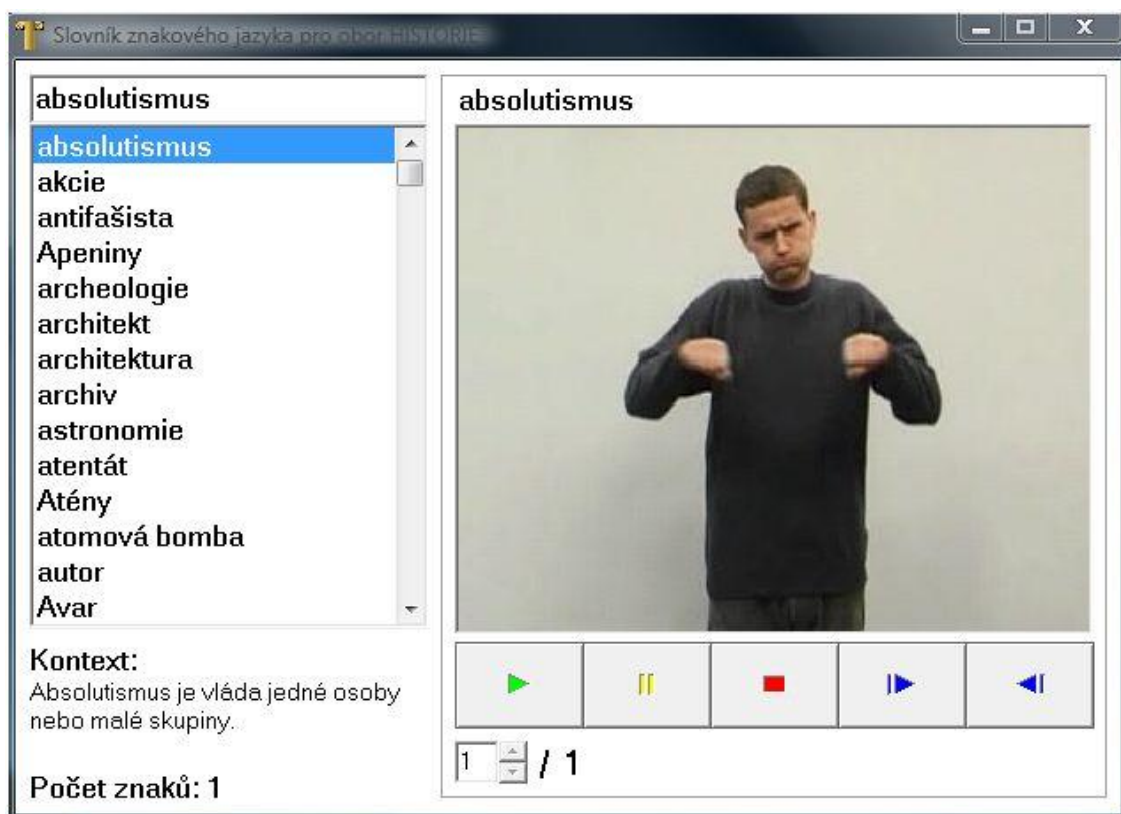 Slovník znakového jazyka pro obor HISTORIE
absolutismus
absolutismus
akcie
antifašista
Apeniny
archeologie
architekt
architektura
archiv
astronomie
atentát
Atény
atomová bomba
autor
Avar
Kontext:
Absolutismus je vláda jedné osoby
nebo malé skupiny.
Počet znaků: 1
absolutismus
1 / 1